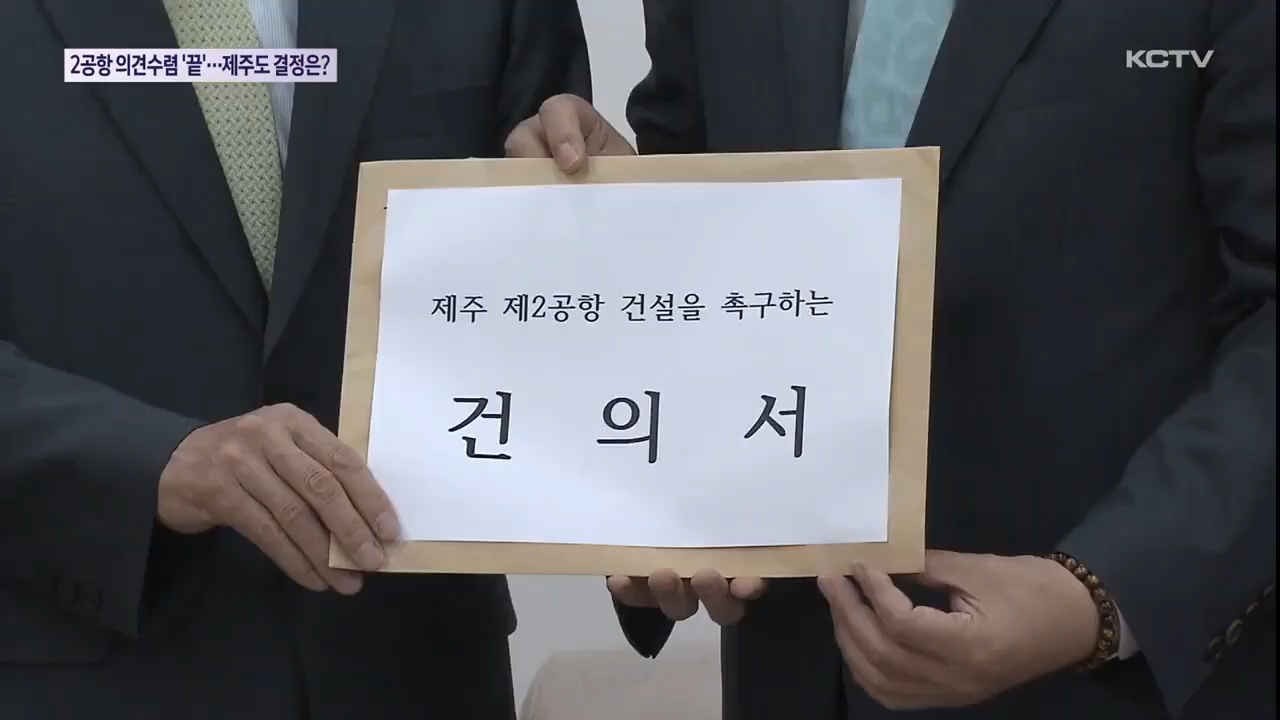 2공항 의견수렴 '끝'…제주도 결정은?
KCTV
제주 제2공항 건설을 촉구하는
건 의 서